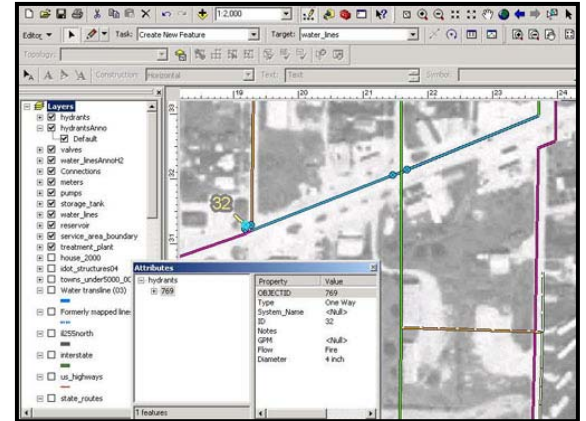 1:2,000
Editor Task: Create New Feature Target: water_lines
Topology:
Construction: Horizontal Text: Text Symbol:
19 20 21 22 23 24
33
32
31
32
Layers
hydrants
hydrantsAnno
Default
valves
water_linesAnnoH2
Connections
meters
pumps
storage_tank
water_lines
reservoir
service_area_boundary
treatment_plant
house_2000
idot_structures04
towns_under5000_00
Water transline (03)
Formerly mapped line
il255north
interstate
us_highways
state_routes
Attributes
hydrants
769
Property Value
OBJECTID 769
Type One Way
System_Name <Null>
ID 32
Notes
GPM <Null>
Flow Fire
Diameter 4 inch
1 features